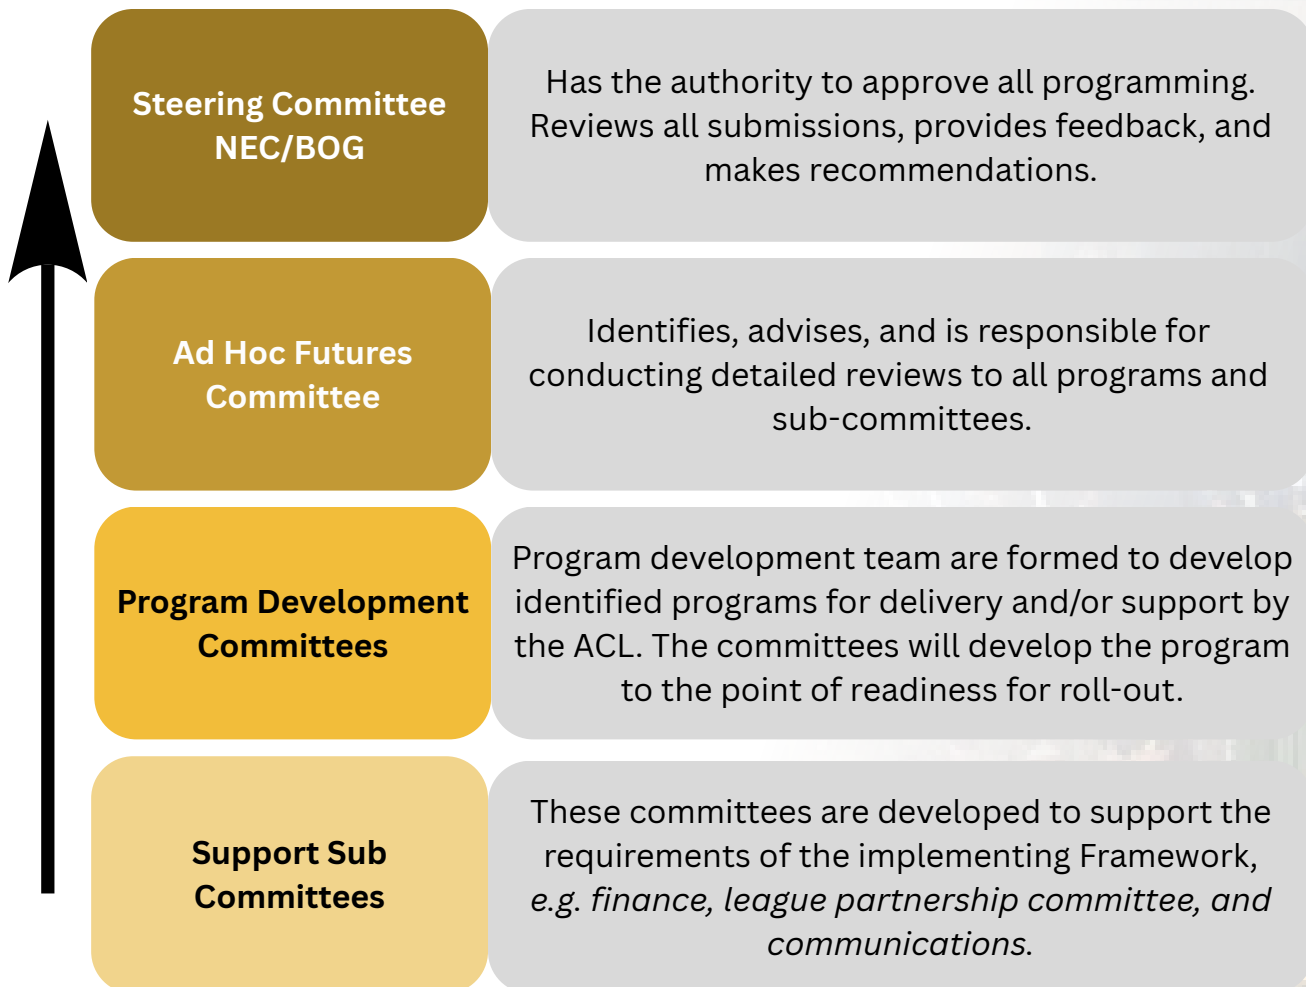 Steering Committee
NEC/BOG
Has the authority to approve all programming.
Reviews all submissions, provides feedback, and
makes recommendations.
Ad Hoc Futures
Committee
Identifies, advises, and is responsible for
conducting detailed reviews to all programs and
sub-committees.
Program Development
Committees
Program development team are formed to develop
identified programs for delivery and/or support by
the ACL. The committees will develop the program
to the point of readiness for roll-out.
Support Sub
Committees
These committees are developed to support the
requirements of the implementing Framework,
e.g. finance, league partnership committee, and
communications.